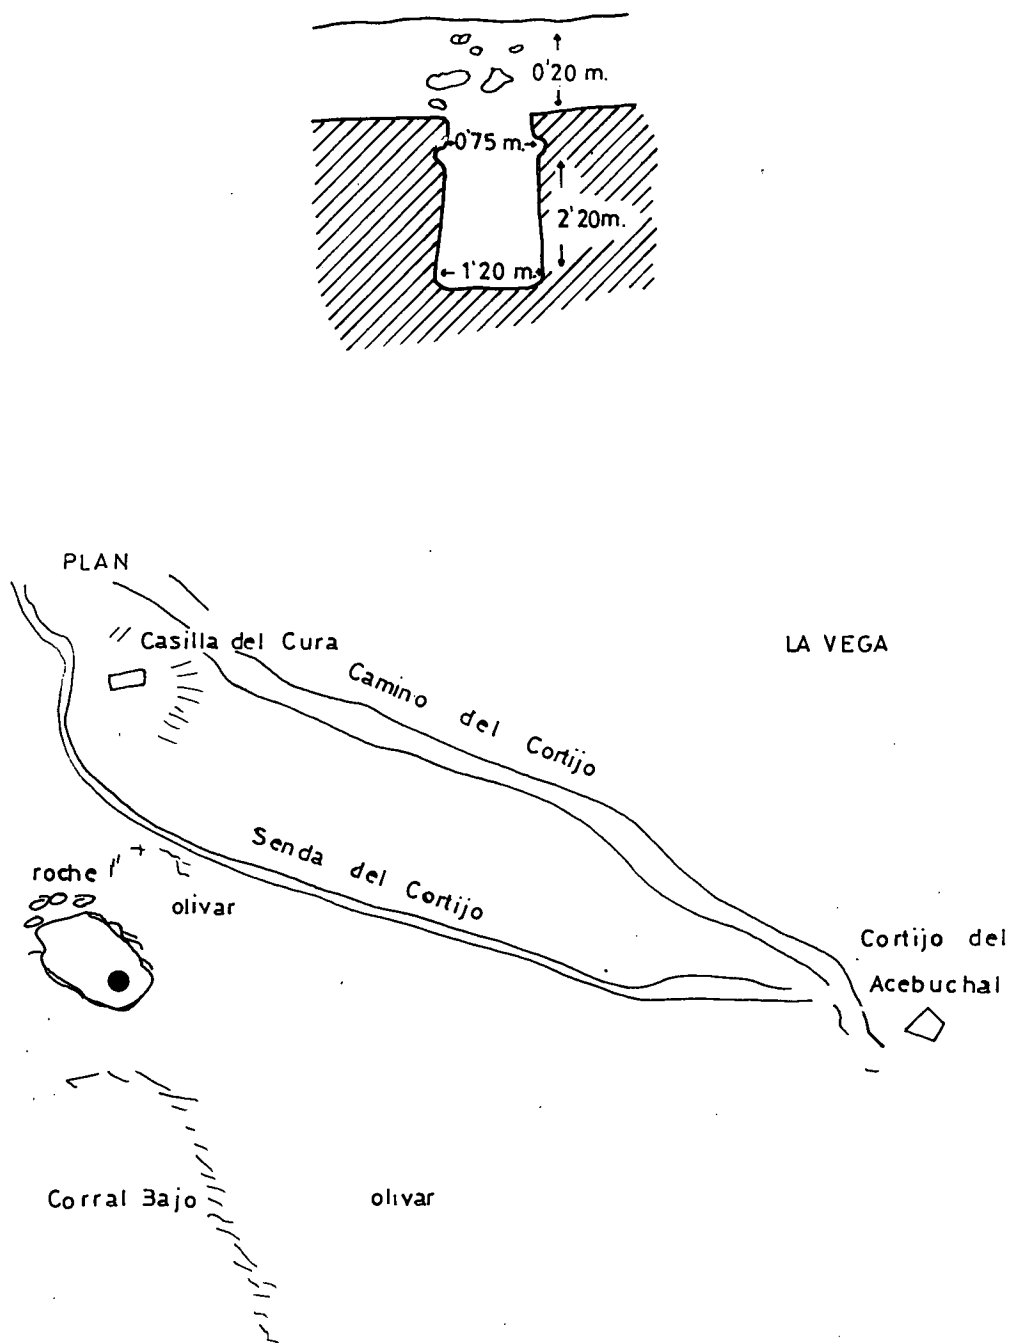 0'20 m.
0'75 m.
2'20m.
1'20 m.
PLAN
Casilla del Cura
LA VEGA
Camino del Cortijo
Senda del Cortijo
roche
olivar
Cortijo del
Acebuchal
Corral Bajo
olivar